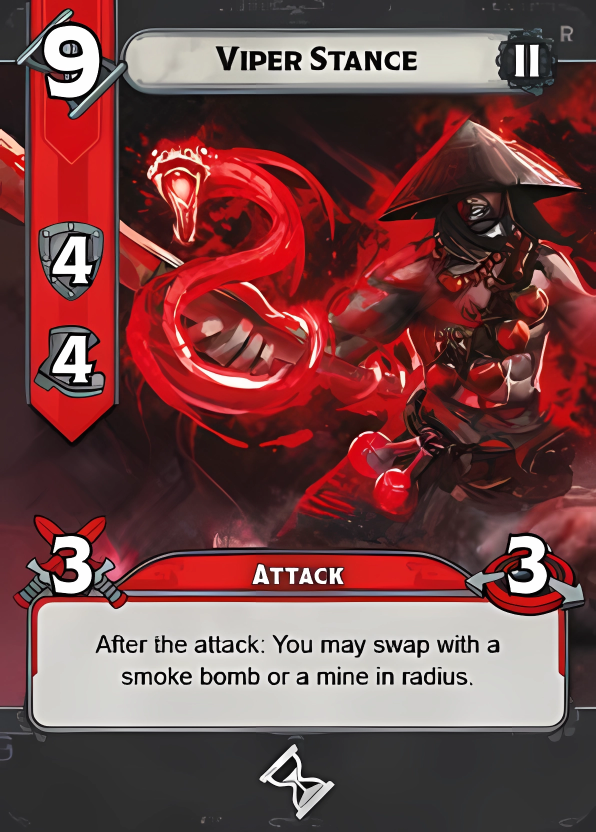 9
VIPER STANCE
II
R
4
4
3
ATTACK
3
After the attack: You may swap with a
smoke bomb or a mine in radius.